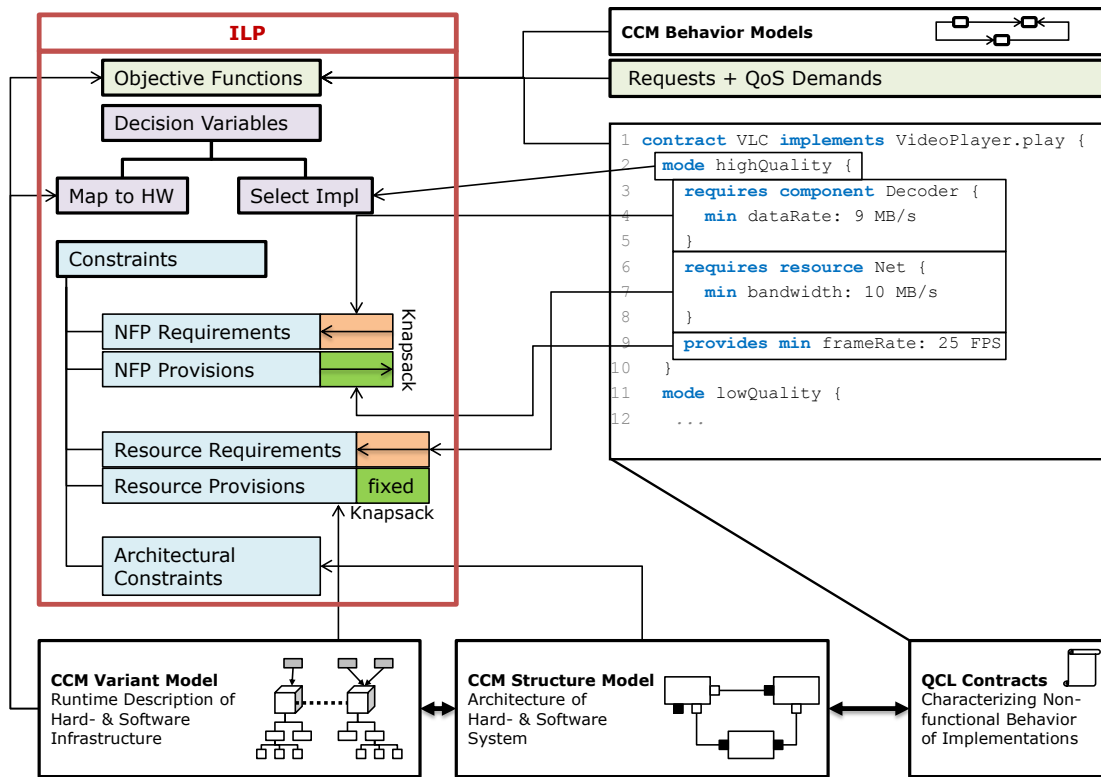 ILP
Objective Functions
Decision Variables
Map to HW
Select Impl
Constraints
NFP Requirements
NFP Provisions
Knapsack
Resource Requirements
Resource Provisions
fixed
Knapsack
Architectural
Constraints
CCM Behavior Models
Requests + QoS Demands
1 contract VLC implements VideoPlayer.play {
2 mode highQuality {
3 requires component Decoder {
4 min dataRate: 9 MB/s
5 }
6 requires resource Net {
7 min bandwidth: 10 MB/s
8 }
9 provides min frameRate: 25 FPS
10 }
11 mode lowQuality {
12 ...
CCM Variant Model
Runtime Description of
Hard- & Software
Infrastructure
CCM Structure Model
Architecture of
Hard- & Software
System
QCL Contracts
Characterizing Non-
functional Behavior
of Implementations